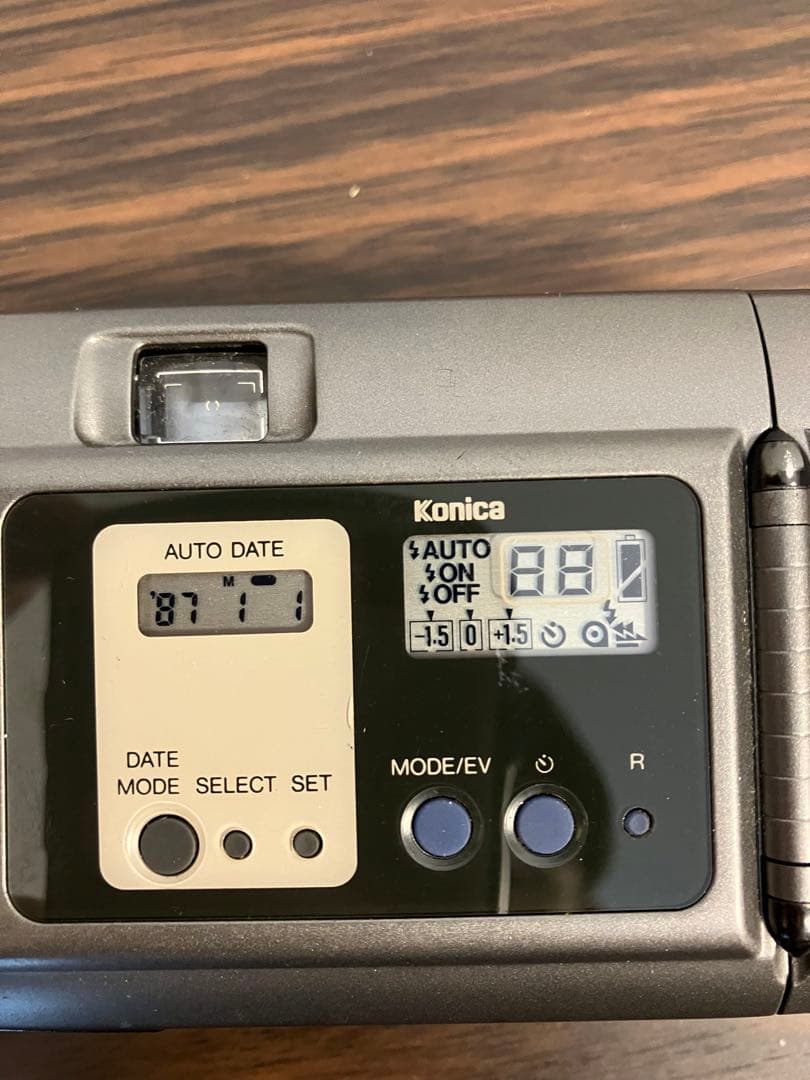 Konica
AUTO DATE
M
'87 1 1
AUTO
ON
OFF
88
-1.5 0 +1.5
DATE
MODE SELECT SET
MODE/EV
R